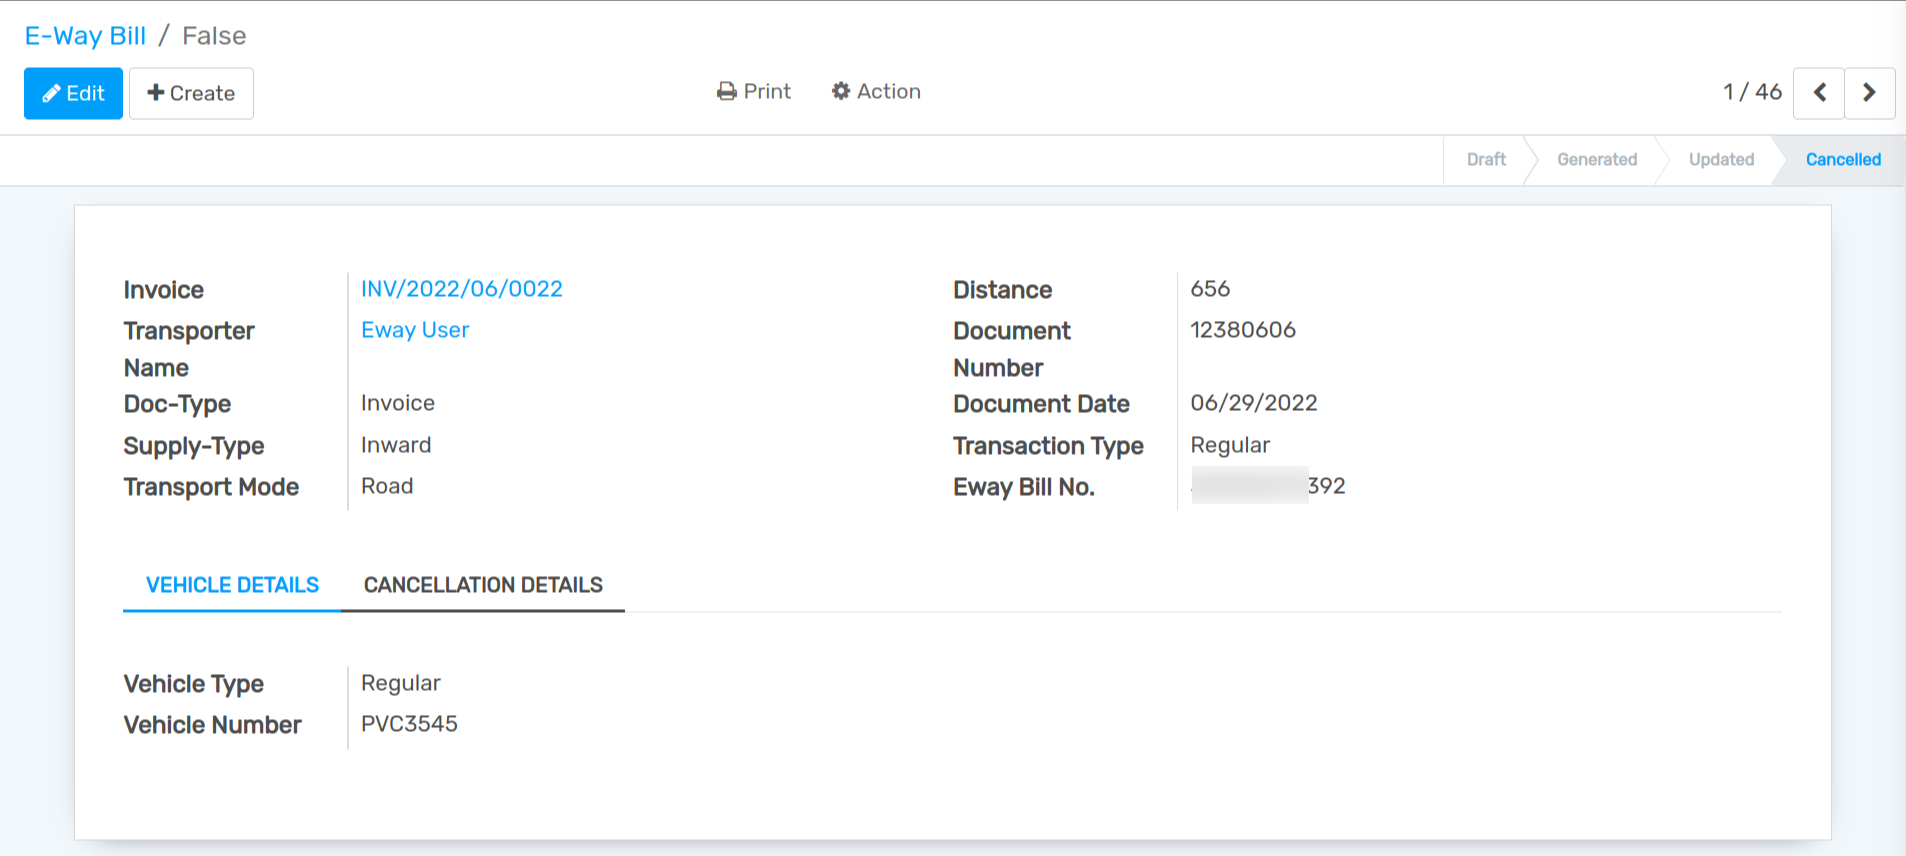 E-Way Bill / False
Edit
Create
Print
Action
1 / 46
Draft
Generated
Updated
Cancelled
Invoice
INV/2022/06/0022
Transporter Name
Eway User
Doc-Type
Invoice
Supply-Type
Inward
Transport Mode
Road
Distance
656
Document Number
12380606
Document Date
06/29/2022
Transaction Type
Regular
Eway Bill No.
392
VEHICLE DETAILS
CANCELLATION DETAILS
Vehicle Type
Regular
Vehicle Number
PVC3545